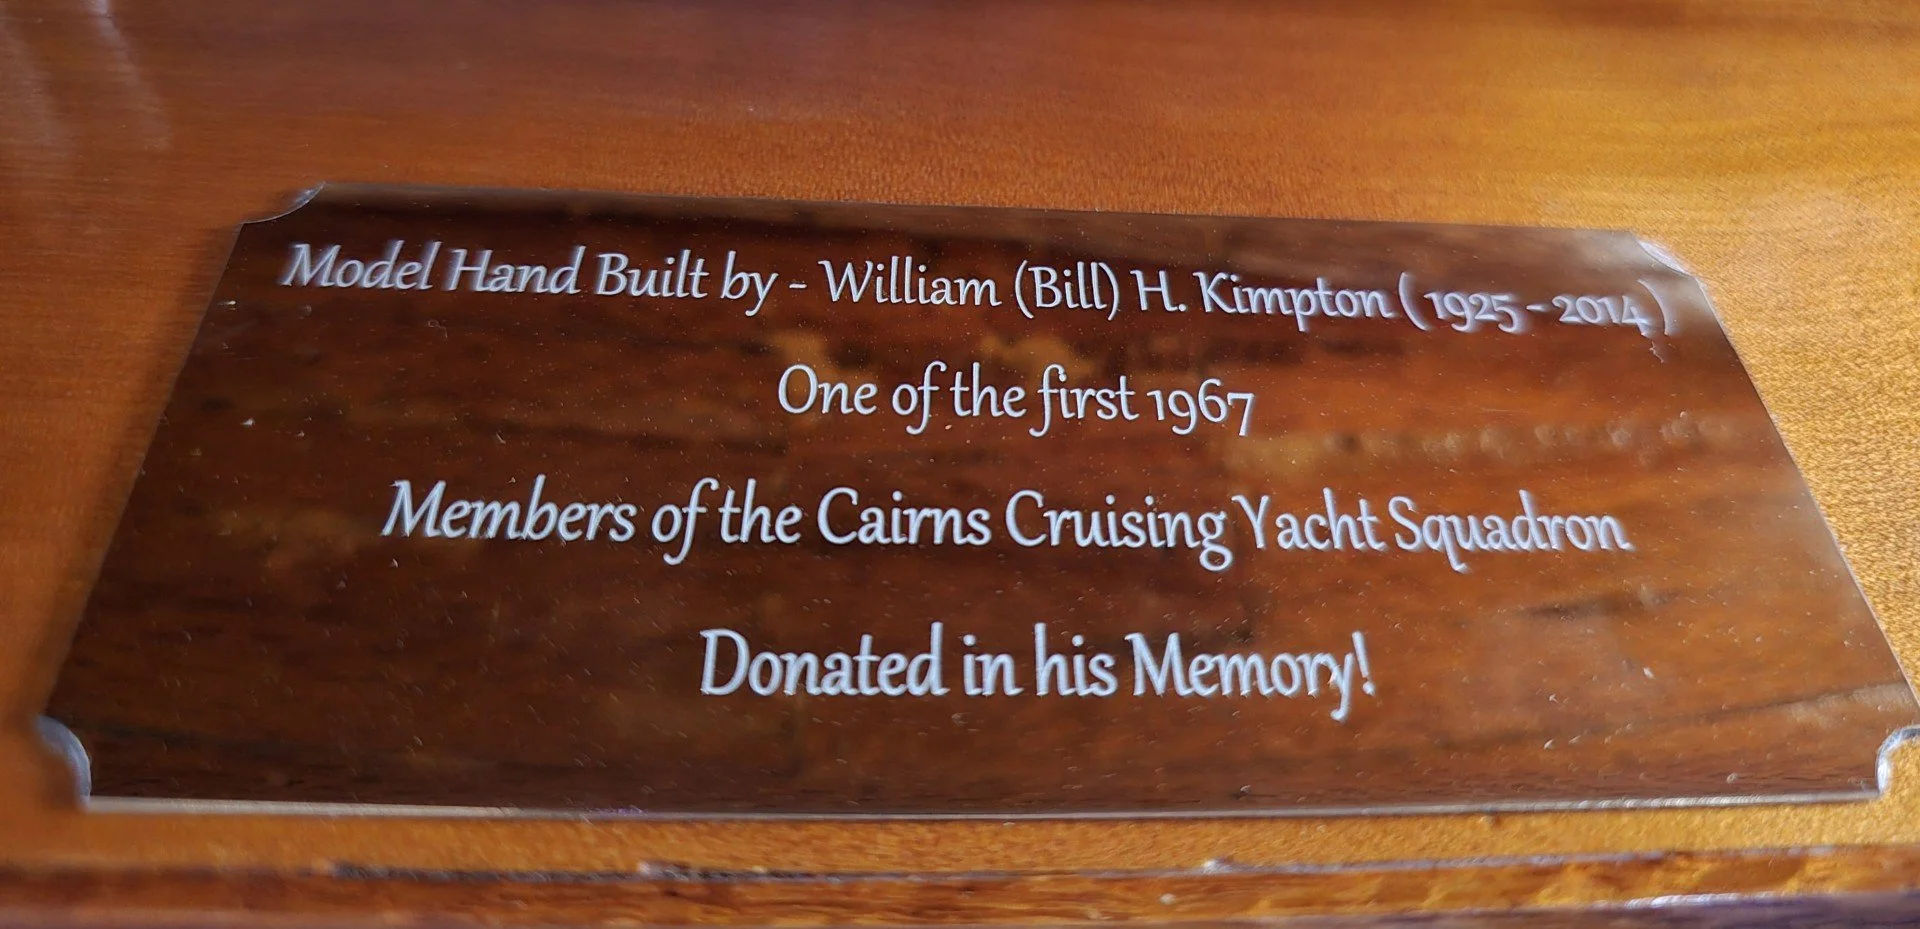 Model Hand Built by - William (Bill) H. Kimpton (1925 - 2014)
One of the first 1967
Members of the Cairns Cruising Yacht Squadron
Donated in his Memory!